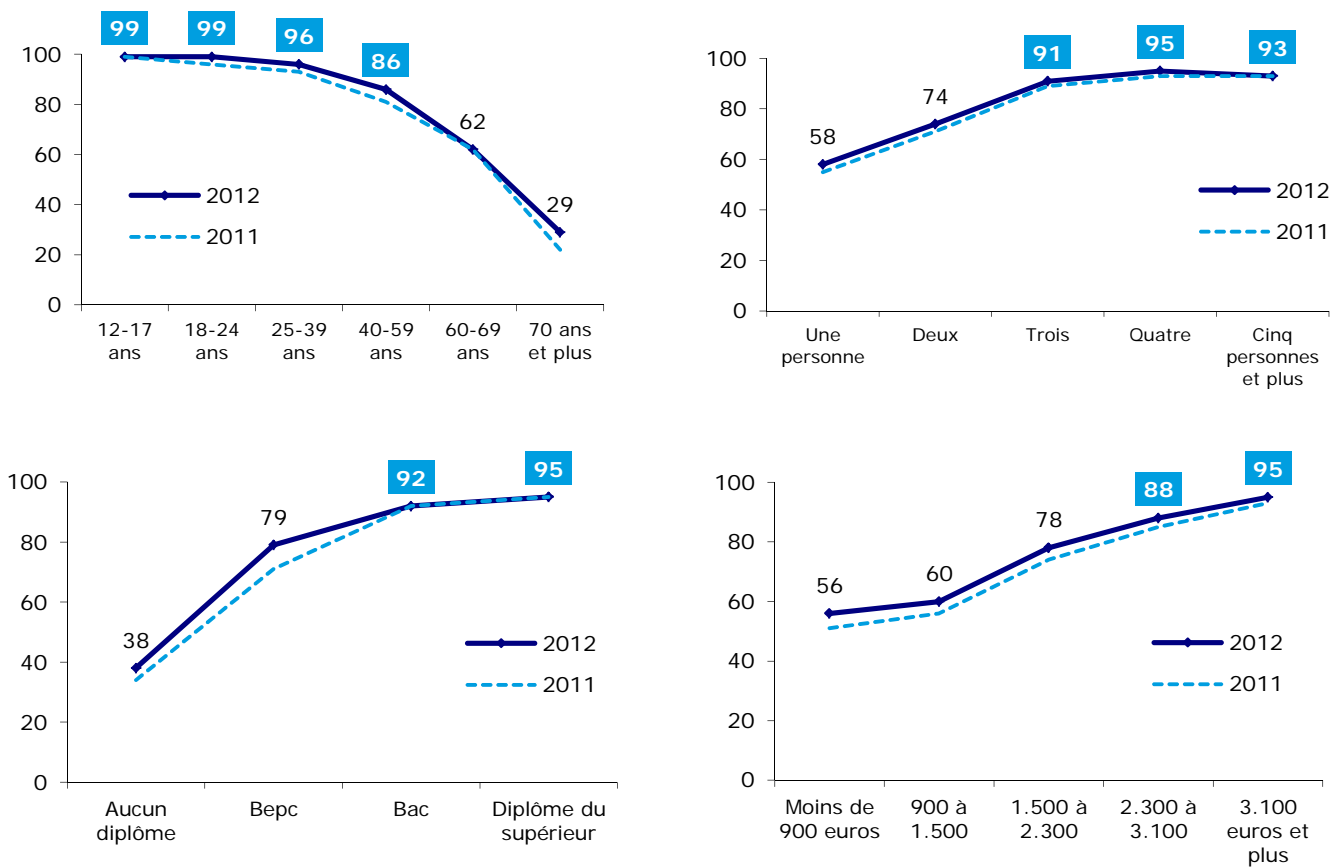 99
99
96
86
62
29
100
80
60
40
20
0
2012
2011
12-17
ans
18-24
ans
25-39
ans
40-59
ans
60-69
ans
70 ans
et plus
58
74
91
95
93
100
80
60
40
20
0
2012
2011
Une
personne
Deux
Trois
Quatre
Cinq
personnes
et plus
38
79
92
95
100
80
60
40
20
0
2012
2011
Aucun
diplôme
Bepc
Bac
Diplôme du
supérieur
56
60
78
88
95
100
80
60
40
20
0
2012
2011
Moins de
900 euros
900 à
1.500
1.500 à
2.300
2.300 à
3.100
3.100
euros et
plus